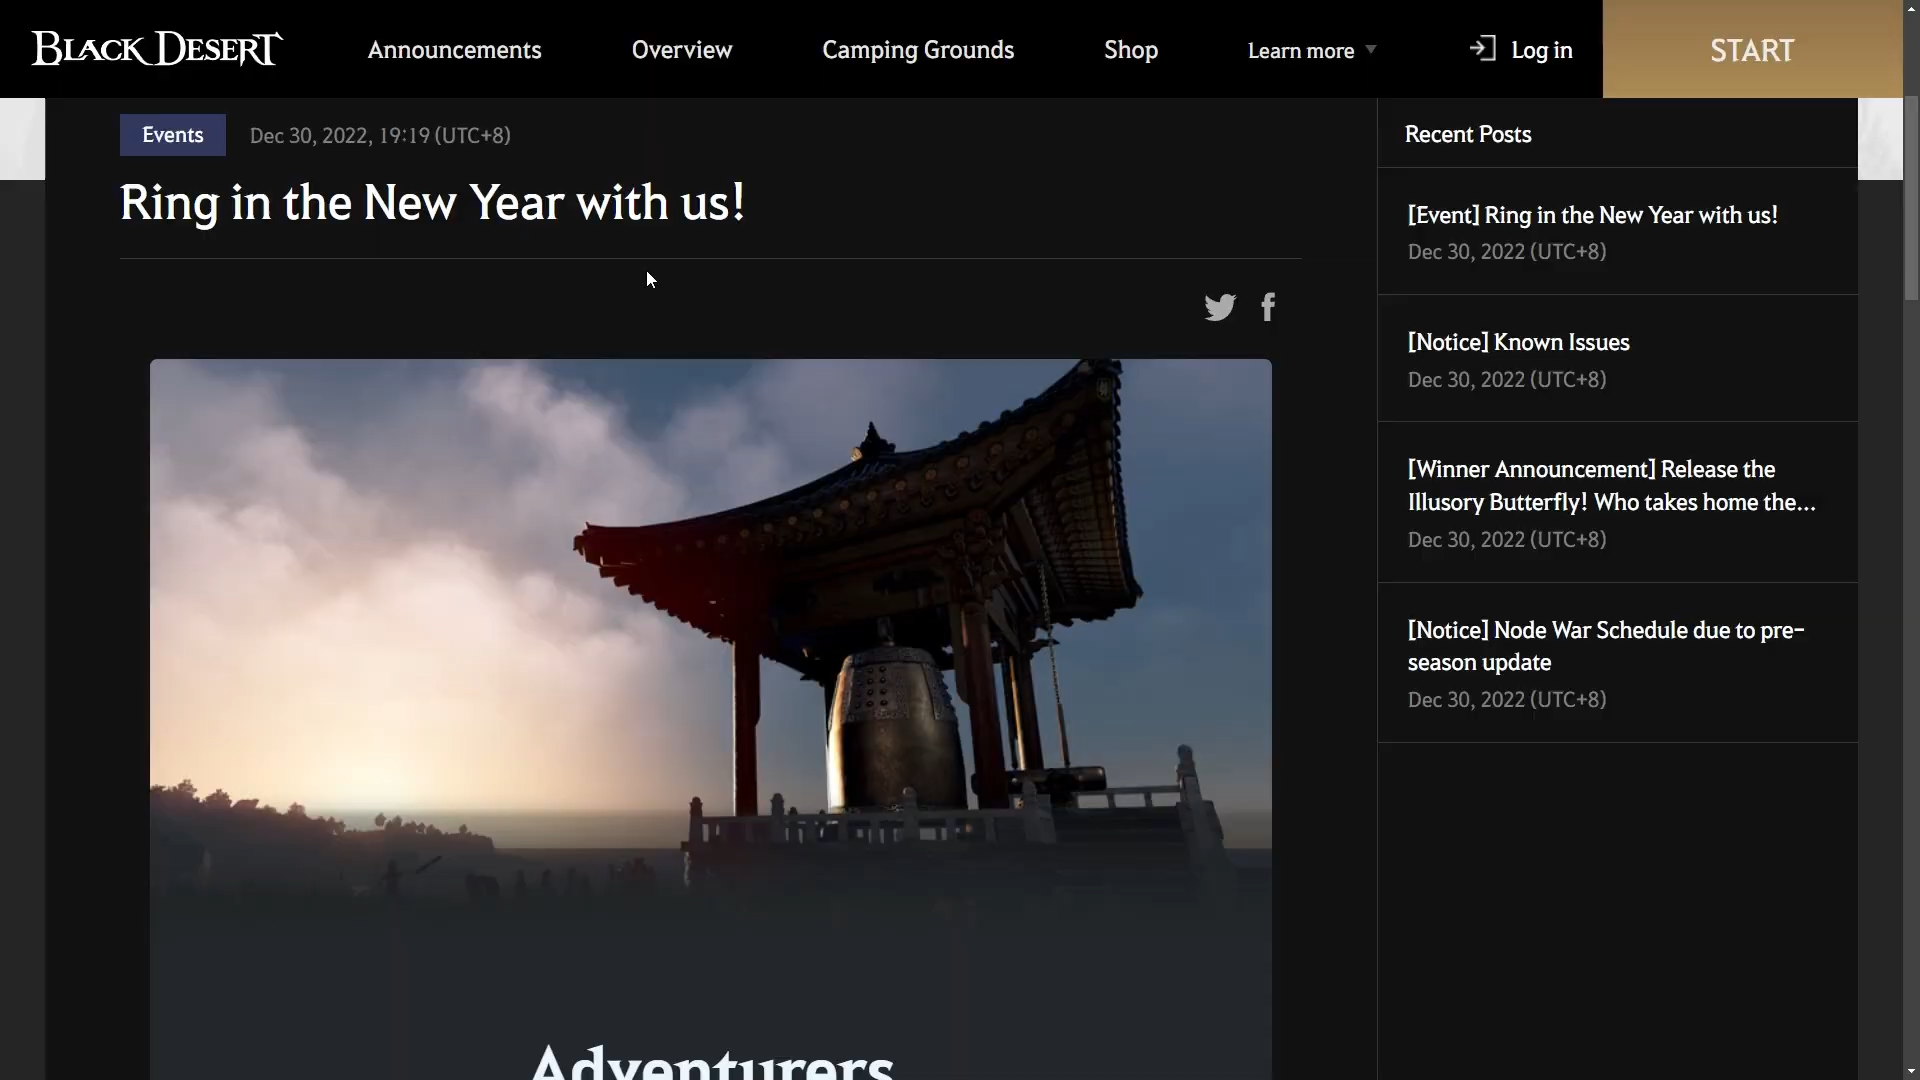 BLACK DESERT
Announcements
Overview
Camping Grounds
Shop
Learn more
Log in
START
Events
Dec 30, 2022, 19:19 (UTC+8)
Ring in the New Year with us!
Adventurers
Recent Posts
[Event] Ring in the New Year with us!
Dec 30, 2022 (UTC+8)
[Notice] Known Issues
Dec 30, 2022 (UTC+8)
[Winner Announcement] Release the
Illusory Butterfly! Who takes home the...
Dec 30, 2022 (UTC+8)
[Notice] Node War Schedule due to pre-
season update
Dec 30, 2022 (UTC+8)